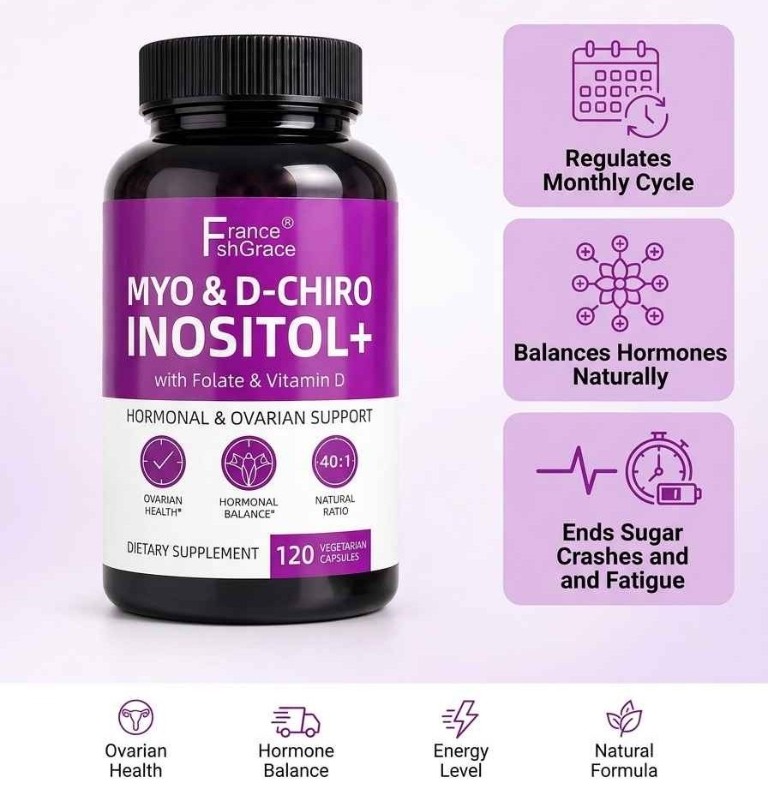 France®
shGrace
MYO & D-CHIRO
INOSITOL+
with Folate & Vitamin D
HORMONAL & OVARIAN SUPPORT
OVARIAN
HEALTH*
HORMONAL
BALANCE*
40:1
NATURAL
RATIO
DIETARY SUPPLEMENT
120 VEGETARIAN
CAPSULES
Regulates
Monthly Cycle
Balances Hormones
Naturally
Ends Sugar
Crashes and
and Fatigue
Ovarian
Health
Hormone
Balance
Energy
Level
Natural
Formula